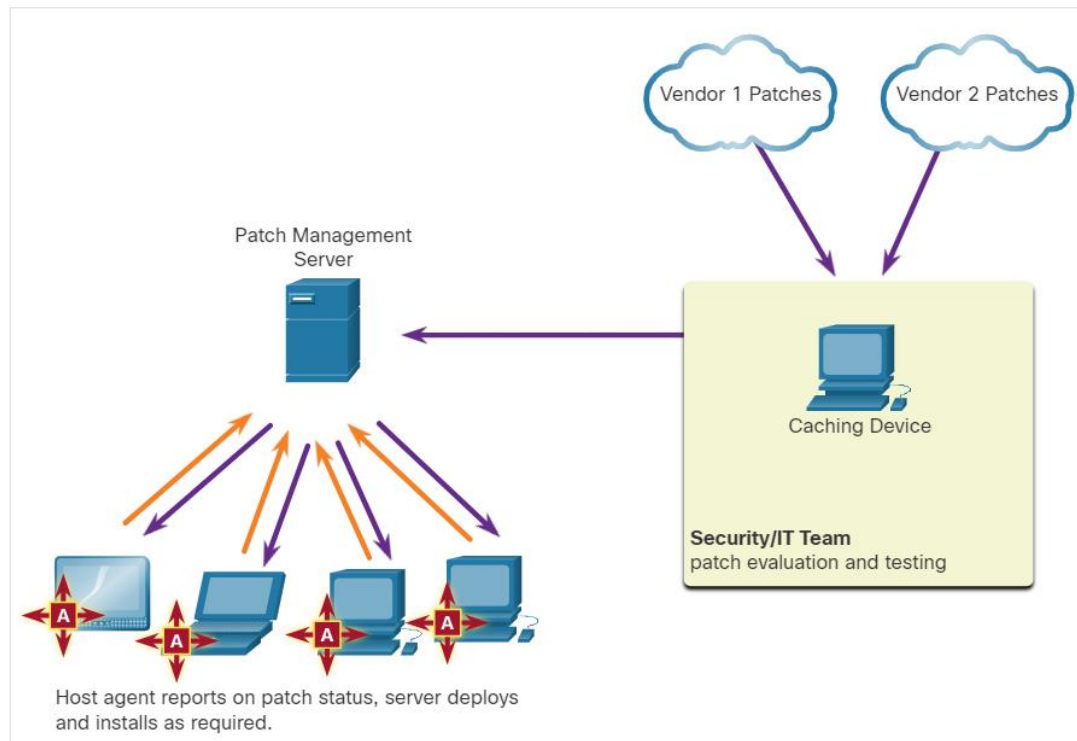 Vendor 1 Patches
Vendor 2 Patches
Patch Management
Server
Caching Device
Security/IT Team
patch evaluation and testing
A
A
A
A
Host agent reports on patch status, server deploys
and installs as required.